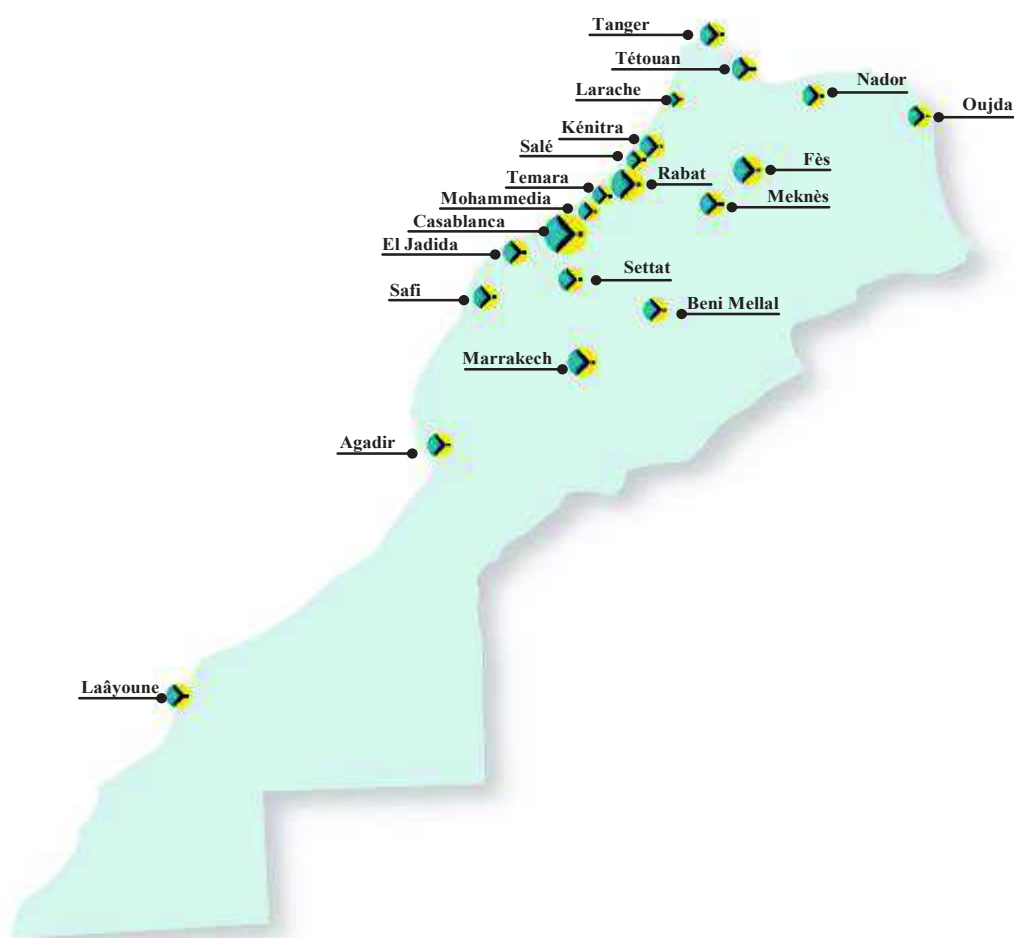 Tanger
Tétouan
Nador
Larache
Oujda
Kénitra
Salé
Fès
Rabat
Temara
Meknès
Mohammedia
Casablanca
El Jadida
Settat
Safi
Beni Mellal
Marrakech
Agadir
Laâyoune